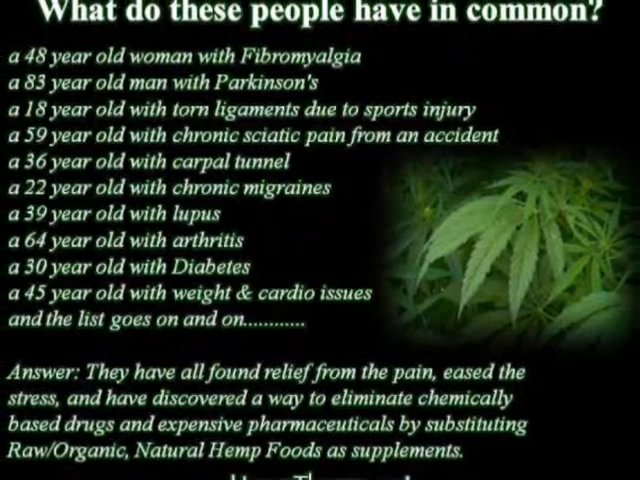 What do these people have in common?
a 48 year old woman with Fibromyalgia
a 83 year old man with Parkinson's
a 18 year old with torn ligaments due to sports injury
a 59 year old with chronic sciatic pain from an accident
a 36 year old with carpal tunnel
a 22 year old with chronic migraines
a 39 year old with lupus
a 64 year old with arthritis
a 30 year old with Diabetes
a 45 year old with weight & cardio issues
and the list goes on and on............
Answer: They have all found relief from the pain, eased the
stress, and have discovered a way to eliminate chemically
based drugs and expensive pharmaceuticals by substituting
Raw/Organic, Natural Hemp Foods as supplements.